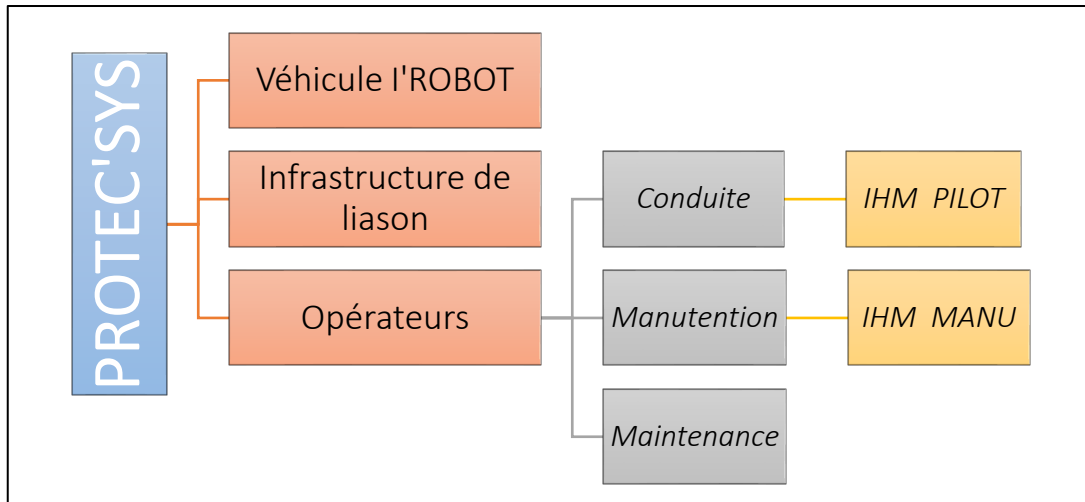 PROTEC'SYS
Véhicule I'ROBOT
Infrastructure de
liason
Opérateurs
Conduite
Manutention
Maintenance
IHM PILOT
IHM MANU